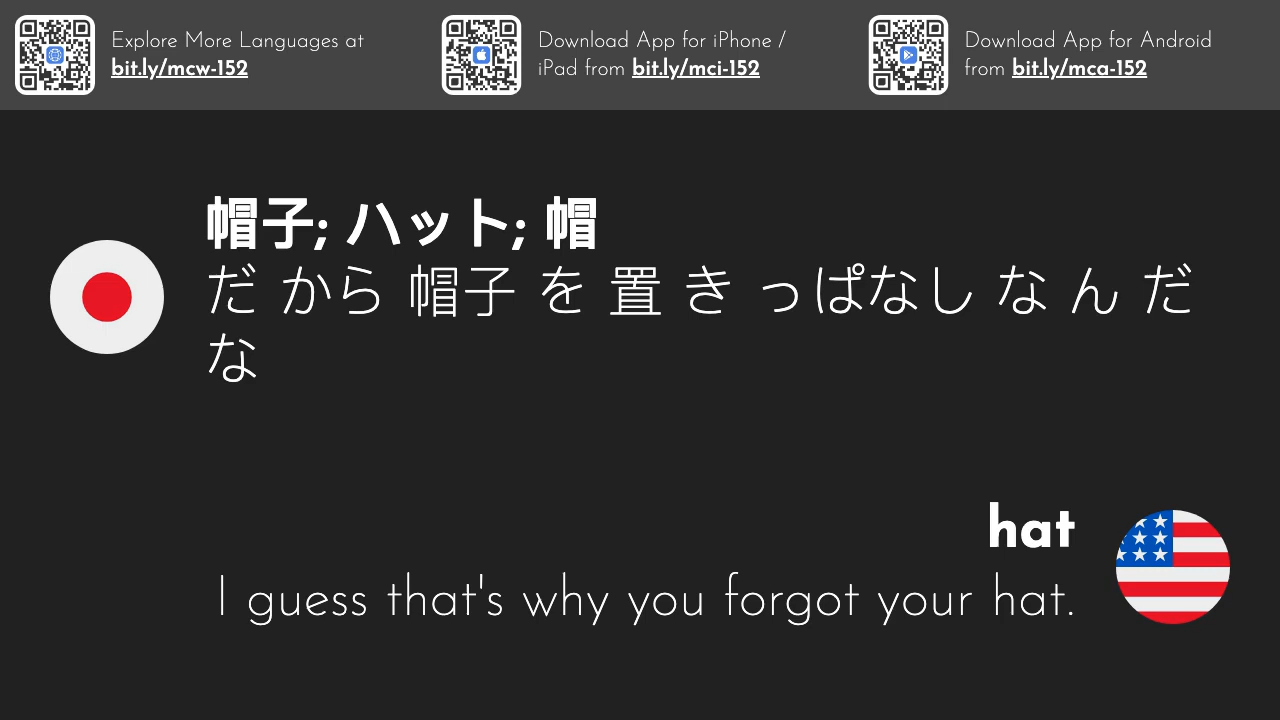 Explore More Languages at
bit.ly/mcw-152
Download App for iPhone /
iPad from bit.ly/mci-152
Download App for Android
from bit.ly/mca-152
帽子; ハット; 帽
だ から 帽子 を 置 き っぱなし な ん だ
な
hat
I guess that's why you forgot your hat.